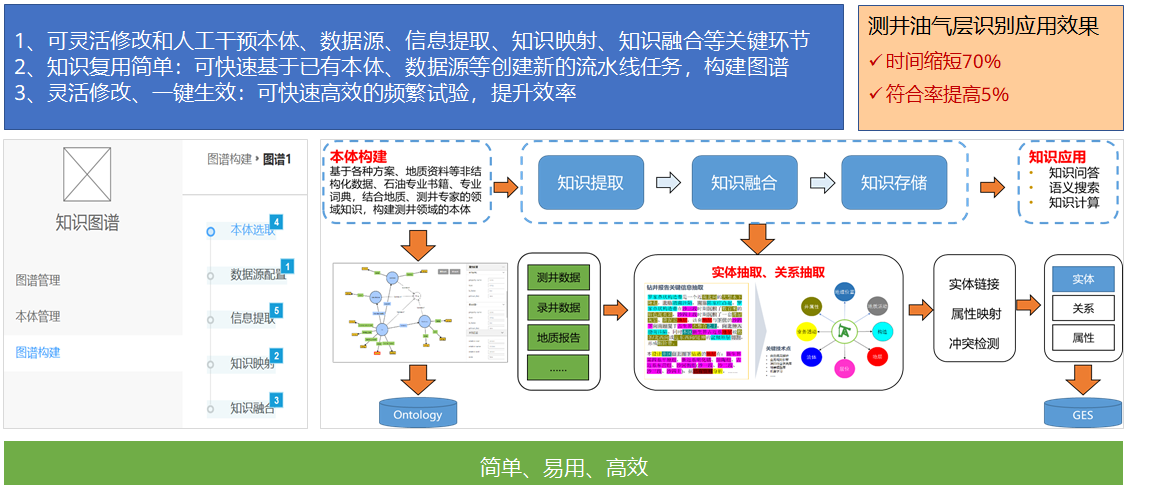 1、可灵活修改和人工干预本体、数据源、信息提取、知识映射、知识融合等关键环节
2、知识复用简单：可快速基于已有本体、数据源等创建新的流水线任务，构建图谱
3、灵活修改、一键生效：可快速高效的频繁试验，提升效率
测井油气层识别应用效果
✓时间缩短70%
✓符合率提高5%
知识图谱
图谱管理
本体管理
图谱构建
图谱构建 ▸ 图谱1
本体选取 4
数据源配置 1
信息提取 5
知识映射 2
知识融合 3
本体构建
基于各种方案、地质资料等非结
构化数据、石油专业书籍、专业
词典，结合地质、测井专家的领
域知识，构建测井领域的本体
知识提取
知识融合
知识存储
知识应用
• 知识问答
• 语义搜索
• 知识计算
Ontology
测井数据
录井数据
地质报告
......
实体抽取、关系抽取
钻井报告关键信息抽取
关键技术点
构造
地层
流体
实体链接
属性映射
冲突检测
实体
关系
属性
GES
简单、易用、高效